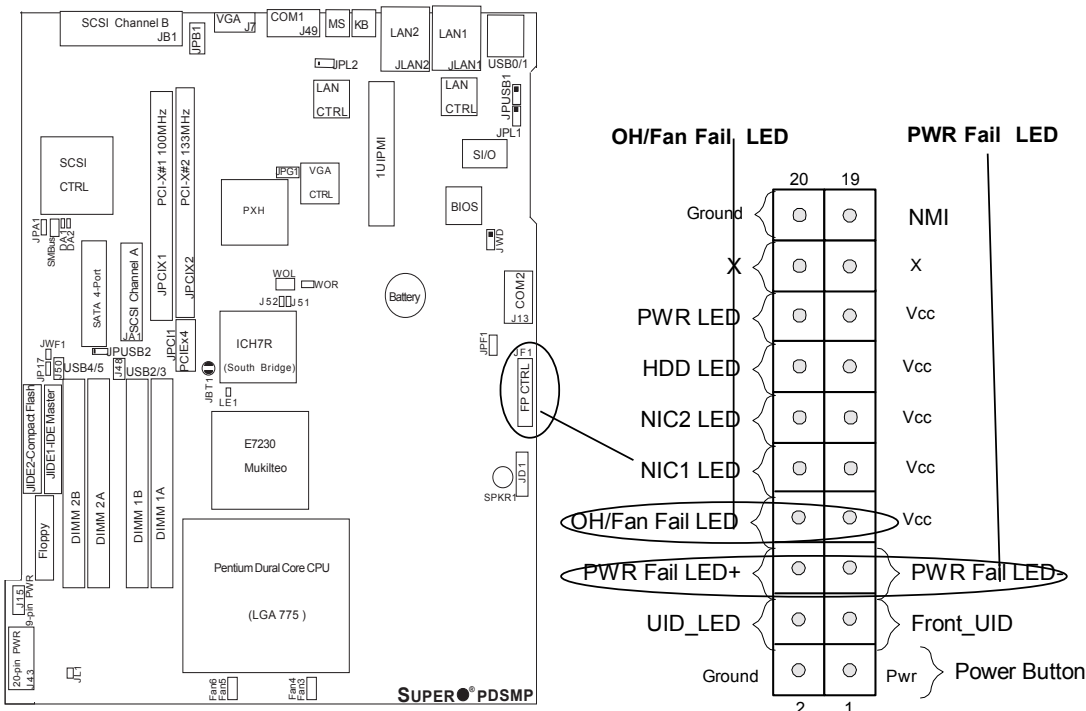 SCSI Channel B
JB1
JPB1
VGA
J7
COM1
J49
MS
KB
LAN2
JLAN2
LAN1
JLAN1
USB0/1
JPL2
LAN
CTRL
LAN
CTRL
JPUSB1
JPL1
SCSI
CTRL
PCI-X#1 100MHz
JPCIX1
PCI-X#2 133MHz
JPCIX2
1UIPMI
SI/O
JPG1
VGA
CTRL
PXH
BIOS
JWD
JPA1
SMBus
DA1
DA2
SATA 4-Port
SCSI Channel A
JA1
WOL
WOR
J52
J51
Battery
COM2
J13
JPCI1
PCIEx4
ICH7R
(South Bridge)
JPF1
JF1
FP CTRL
JWF1
JP17
J50
JPUSB2
USB4/5
J48
USB2/3
JBT1
LE1
JIDE2-Compact Flash
JIDE1-IDE Master
E7230
Mukilteo
SPKR1
JD1
Floppy
DIMM 2B
DIMM 2A
DIMM 1B
DIMM 1A
Pentium Dural Core CPU
(LGA 775 )
J15
9-pin PWR
20-pin PWR
J43
JL1
Fan6
Fan5
Fan4
Fan3
SUPER ® PDSMP
OH/Fan Fail LED
PWR Fail LED
20 19
Ground NMI
X X
PWR LED Vcc
HDD LED Vcc
NIC2 LED Vcc
NIC1 LED Vcc
OH/Fan Fail LED Vcc
PWR Fail LED+ PWR Fail LED-
UID_LED Front_UID
Ground Pwr Power Button
2 1